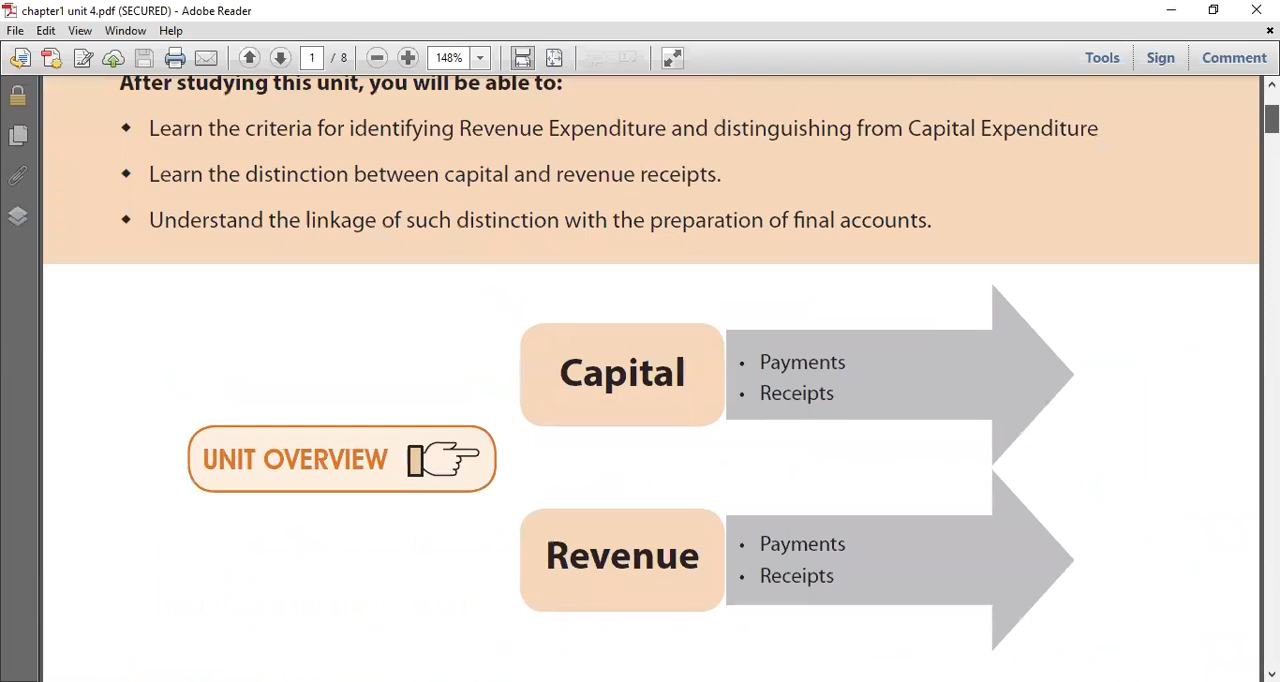 chapter1 unit 4.pdf (SECURED) - Adobe Reader
File Edit View Window Help
1 / 8 148% Tools Sign Comment
After studying this unit, you will be able to:
Learn the criteria for identifying Revenue Expenditure and distinguishing from Capital Expenditure
Learn the distinction between capital and revenue receipts.
Understand the linkage of such distinction with the preparation of final accounts.
Capital
• Payments
• Receipts
UNIT OVERVIEW
Revenue
• Payments
• Receipts